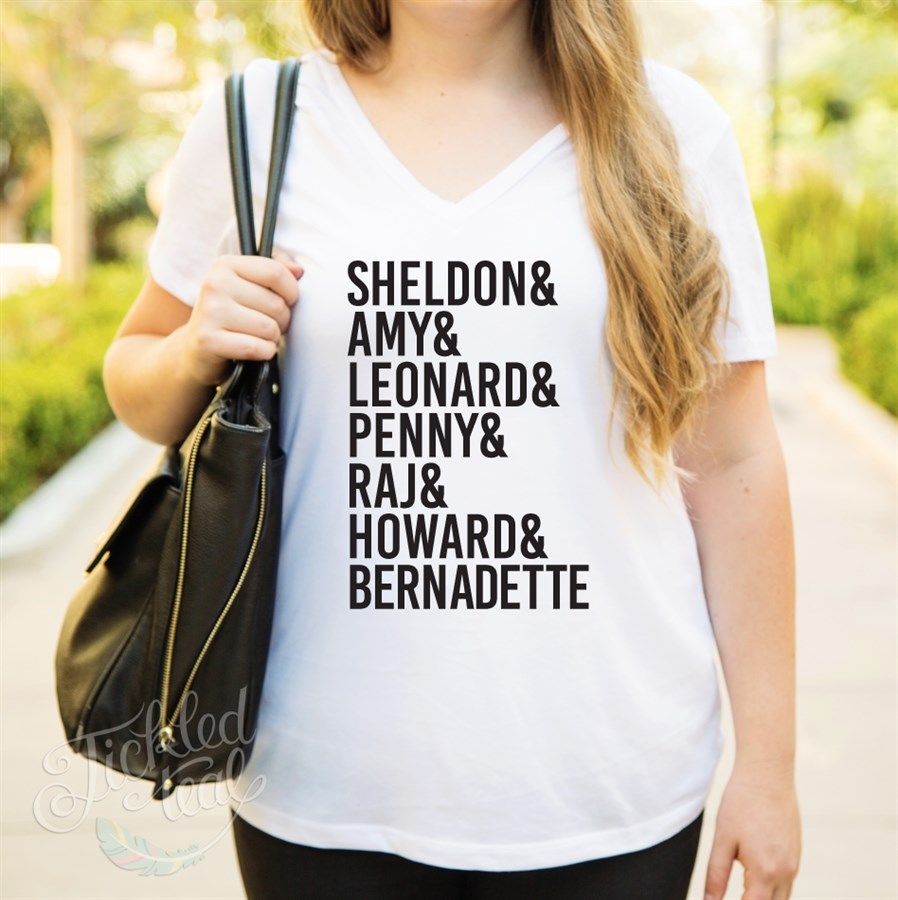 SHELDON&
AMY&
LEONARD&
PENNY&
RAJ&
HOWARD&
BERNADETTE
Tickled
Teal